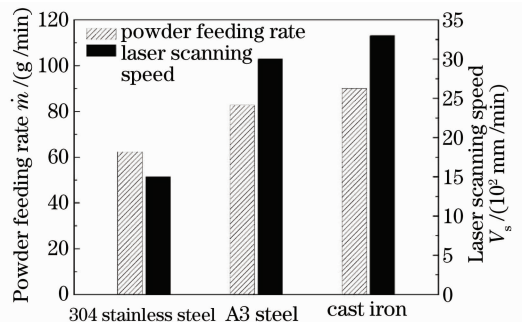 powder feeding rate
laser scanning
speed
Powder feeding rate ṁ /(g /min)
120
100
80
60
40
20
0
35
30
25
20
15
10
5
0
Laser scanning speed
Vs /(10² mm /min)
304 stainless steel A3 steel cast iron